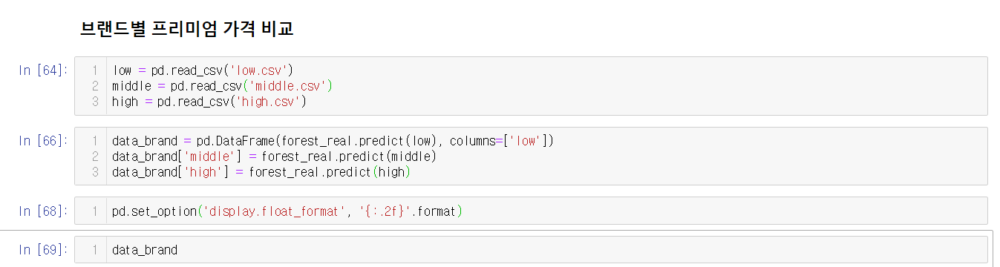 브랜드별 프리미엄 가격 비교
In [64]:
1 low = pd.read_csv('low.csv')
2 middle = pd.read_csv('middle.csv')
3 high = pd.read_csv('high.csv')
In [66]:
1 data_brand = pd.DataFrame(forest_real.predict(low), columns=['low'])
2 data_brand['middle'] = forest_real.predict(middle)
3 data_brand['high'] = forest_real.predict(high)
In [68]:
1 pd.set_option('display.float_format', '{:.2f}'.format)
In [69]:
1 data_brand